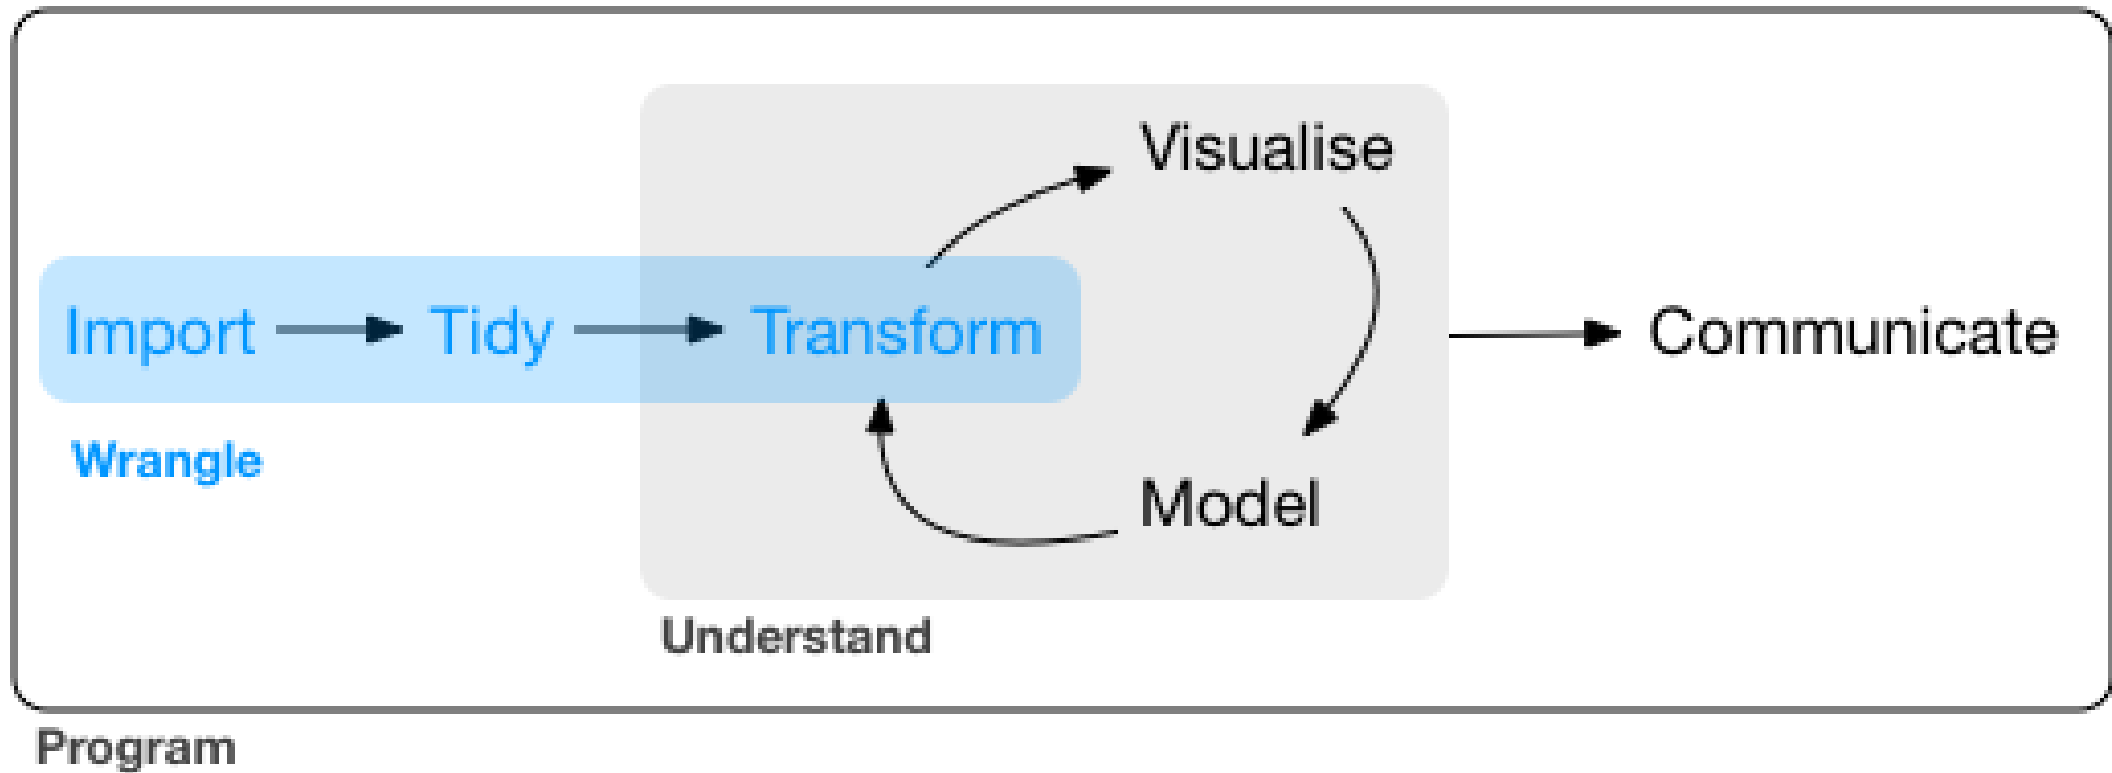 Visualise
Import
Tidy
Transform
Communicate
Wrangle
Model
Understand
Program